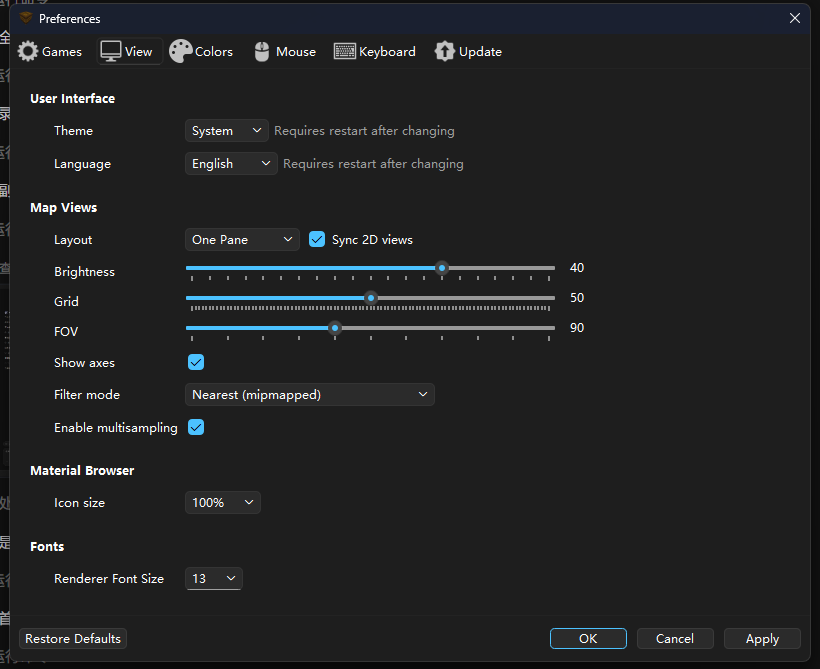 Preferences
Games View Colors Mouse Keyboard Update
User Interface
Theme System Requires restart after changing
Language English Requires restart after changing
Map Views
Layout One Pane Sync 2D views
Brightness 40
Grid 50
FOV 90
Show axes
Filter mode Nearest (mipmapped)
Enable multisampling
Material Browser
Icon size 100%
Fonts
Renderer Font Size 13
Restore Defaults OK Cancel Apply